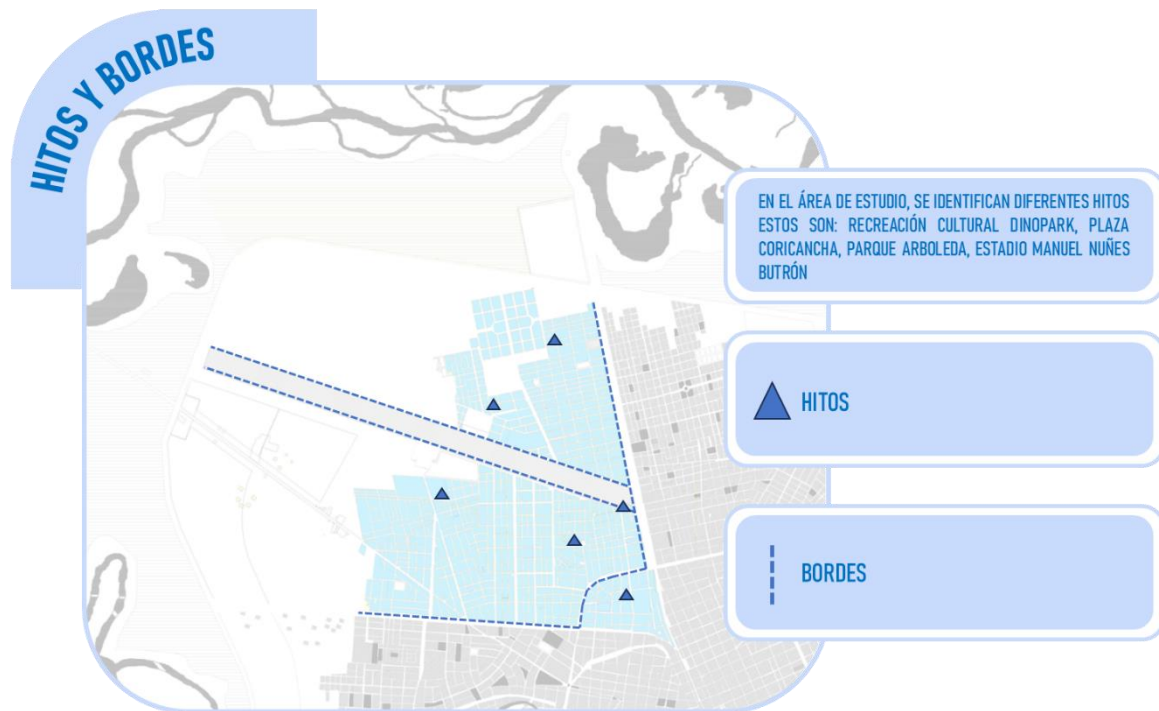 HITOS Y BORDES
EN EL ÁREA DE ESTUDIO, SE IDENTIFICAN DIFERENTES HITOS
ESTOS SON: RECREACIÓN CULTURAL DINOPARK, PLAZA
CORICANCHA, PARQUE ARBOLEDA, ESTADIO MANUEL NUÑES
BUTRÓN
HITOS
BORDES